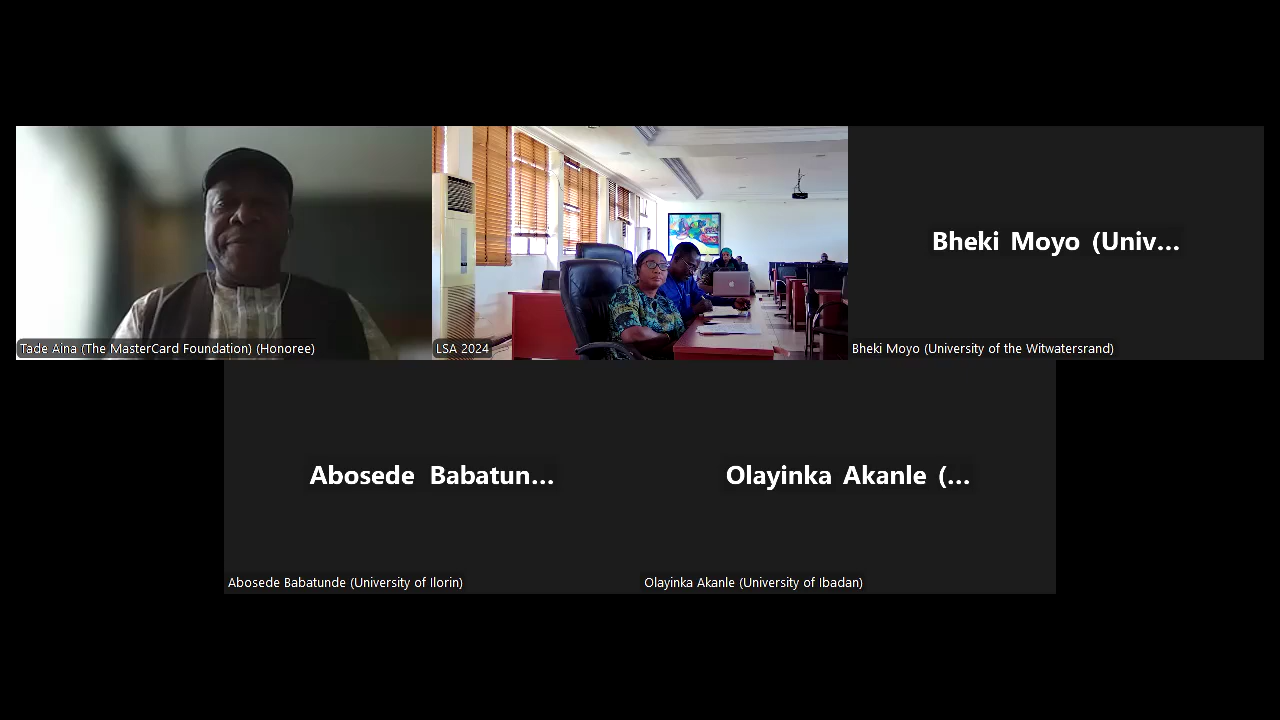 Bheki Moyo (Univ...
Tade Aina (The MasterCard Foundation) (Honoree)
LSA 2024
Bheki Moyo (University of the Witwatersrand)
Abosede Babatun...
Olayinka Akanle (...
Abosede Babatunde (University of Ilorin)
Olayinka Akanle (University of Ibadan)